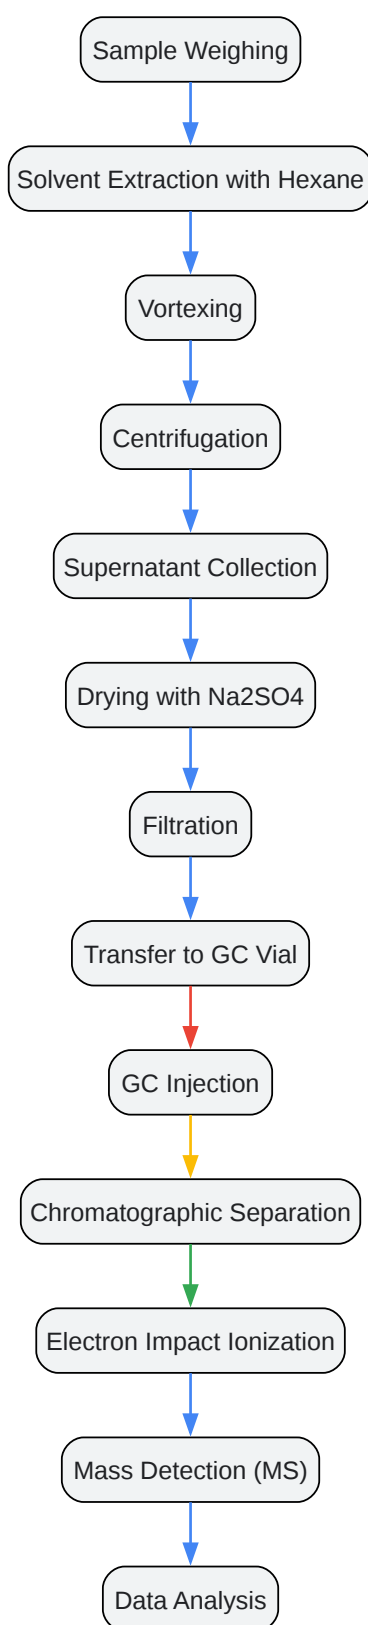 Sample Weighing
Solvent Extraction with Hexane
Vortexing
Centrifugation
Supernatant Collection
Drying with Na2SO4
Filtration
Transfer to GC Vial
GC Injection
Chromatographic Separation
Electron Impact Ionization
Mass Detection (MS)
Data Analysis